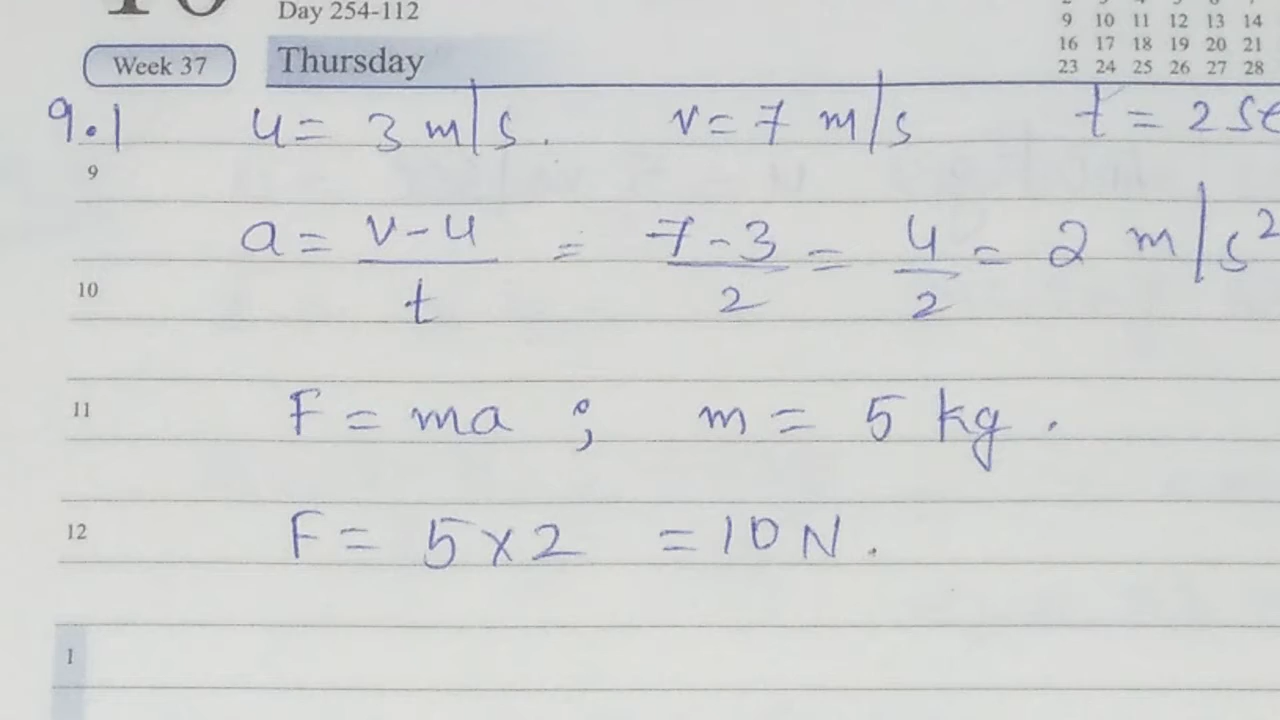 Day 254-112
9 10 11 12 13 14
16 17 18 19 20 21
23 24 25 26 27 28
Week 37 Thursday
9.1 u = 3 m/s. v = 7 m/s t = 2 se
9
a = v-u/t = 7-3/2 = 4/2 = 2 m/s²
10
11 F = ma ; m = 5 kg.
12 F = 5 x 2 = 10 N.
1